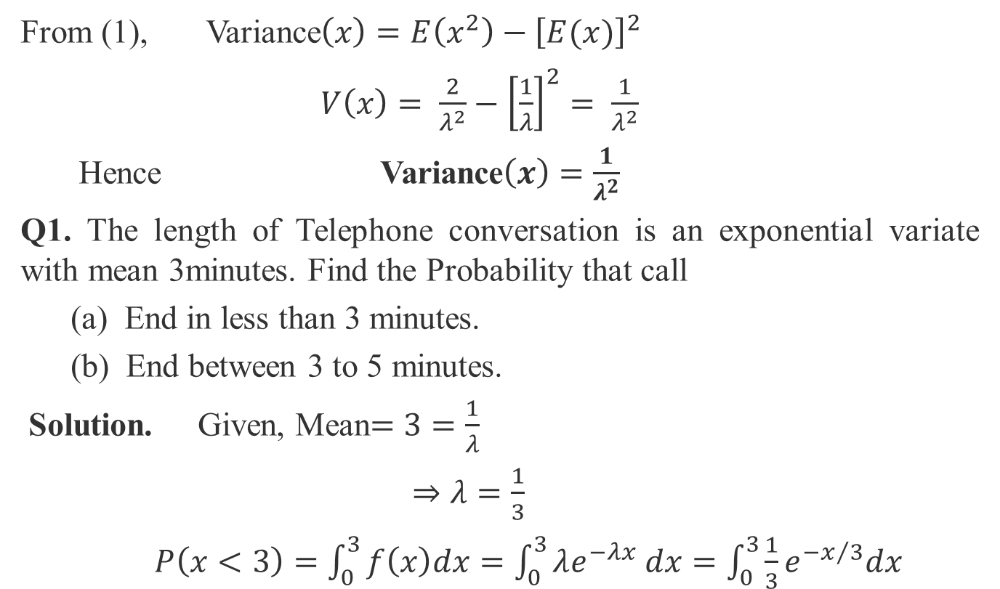 From (1), Variance(x) = E(x²) − [E(x)]²
V(x) = 2/λ² − [1/λ]² = 1/λ²
Hence Variance(x) = 1/λ²
Q1. The length of Telephone conversation is an exponential variate
with mean 3minutes. Find the Probability that call
(a) End in less than 3 minutes.
(b) End between 3 to 5 minutes.
Solution. Given, Mean= 3 = 1/λ
⇒ λ = 1/3
P(x < 3) = ∫₀³ f(x)dx = ∫₀³ λe^(−λx) dx = ∫₀³ 1/3 e^(−x/3) dx